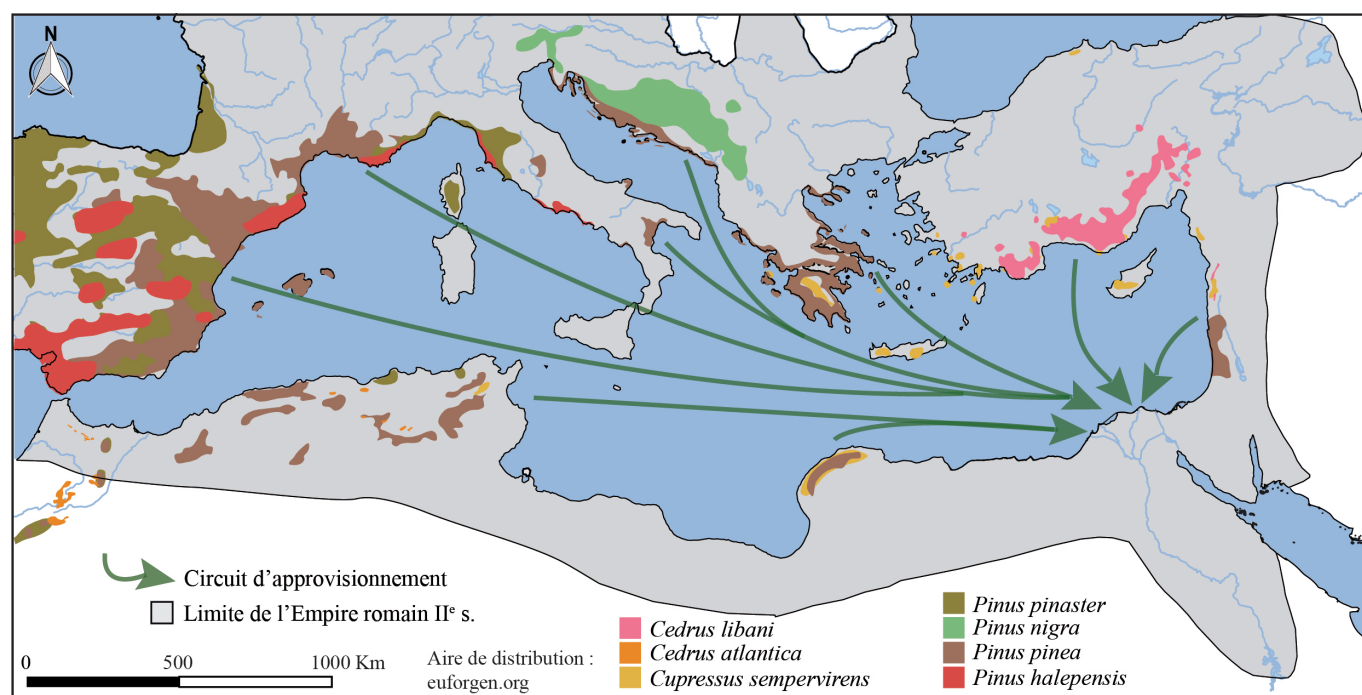 N
Circuit d’approvisionnement
Limite de l’Empire romain IIᵉ s.
0 500 1000 Km
Aire de distribution :
euforgen.org
Cedrus libani
Cedrus atlantica
Cupressus sempervirens
Pinus pinaster
Pinus nigra
Pinus pinea
Pinus halepensis